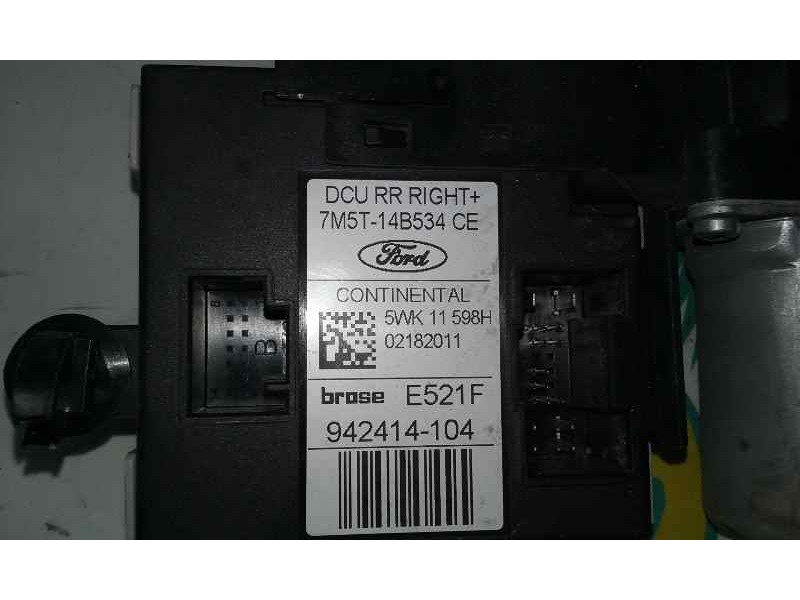 DCU RR RIGHT+
7M5T-14B534 CE
Ford
CONTINENTAL
5WK 11 598H
02182011
brose E521F
942414-104
B